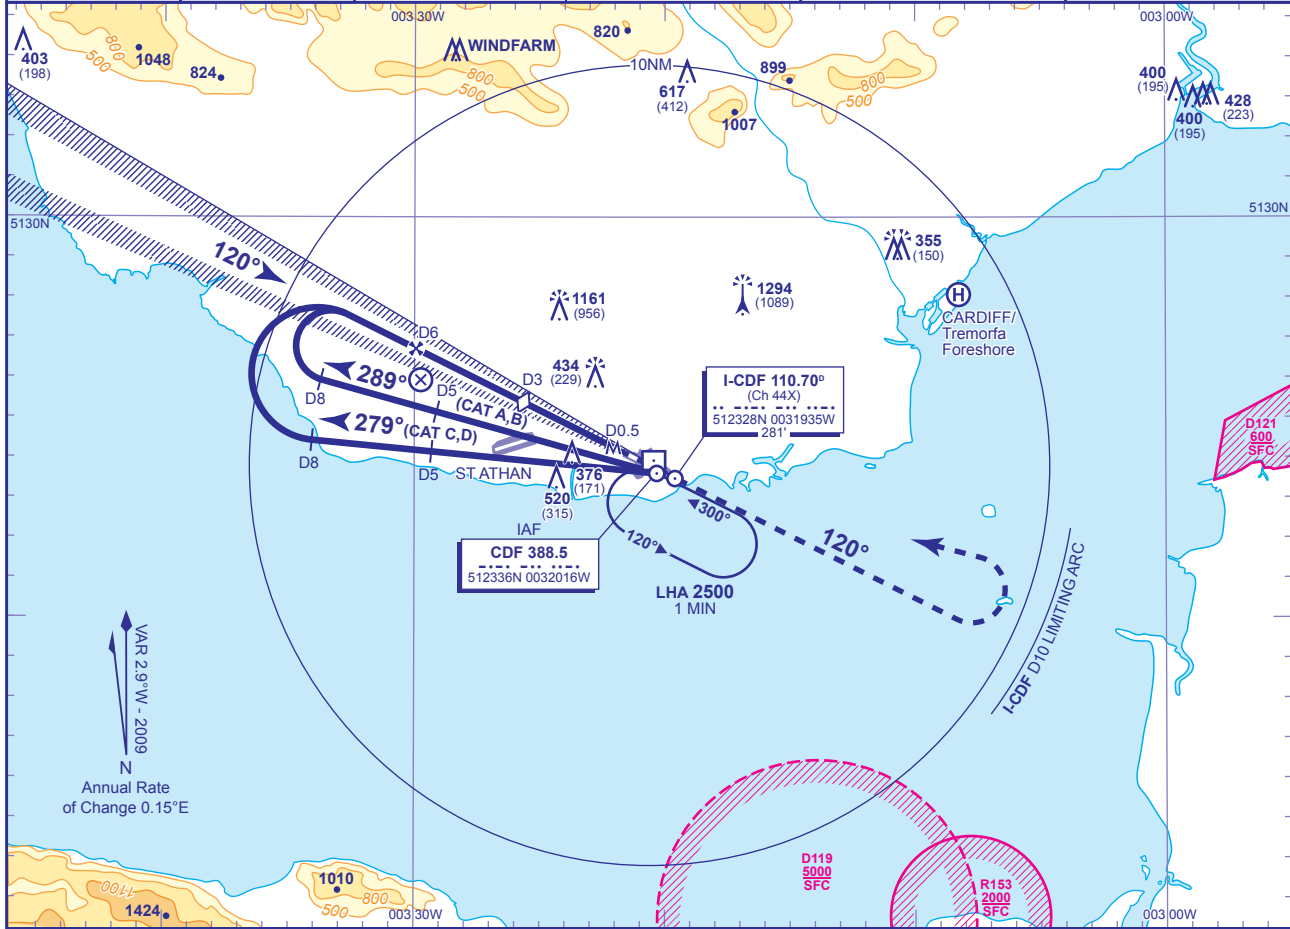 003 30W
003 00W
403
(198)
800
500
1048
824
WINDFARM
800
500
820
10NM
617
(412)
899
800
500
1007
400
(195)
428
(223)
400
(195)
5130N
5130N
120°
355
(150)
1161
(956)
1294
(1089)
H
CARDIFF/
Tremorfa
Foreshore
D6
434
(229)
D3
289°
(CAT A,B)
D8
D5
279°
(CAT C,D)
D8
D5
D0.5
ST ATHAN
376
(171)
520
(315)
I-CDF 110.70D
(Ch 44X)
·· –·–· –·· ··–·
512328N 0031935W
281'
D121
600
SFC
IAF
CDF 388.5
–·–· –·· ··–·
512336N 0032016W
300°
120°
LHA 2500
1 MIN
120°
I-CDF D10 LIMITING ARC
VAR 2.9°W - 2009
N
Annual Rate
of Change 0.15°E
D119
5000
SFC
R153
2000
SFC
1100
1424
1010
800
500
003 30W
003 00W